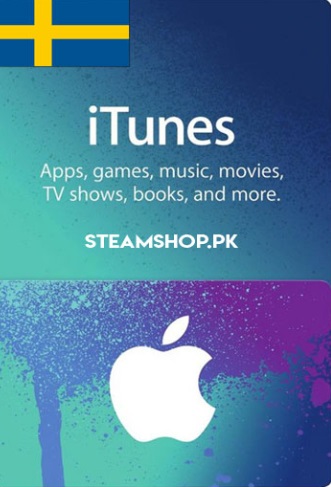 iTunes
Apps, games, music, movies,
TV shows, books, and more.
STEAMSHOP.PK